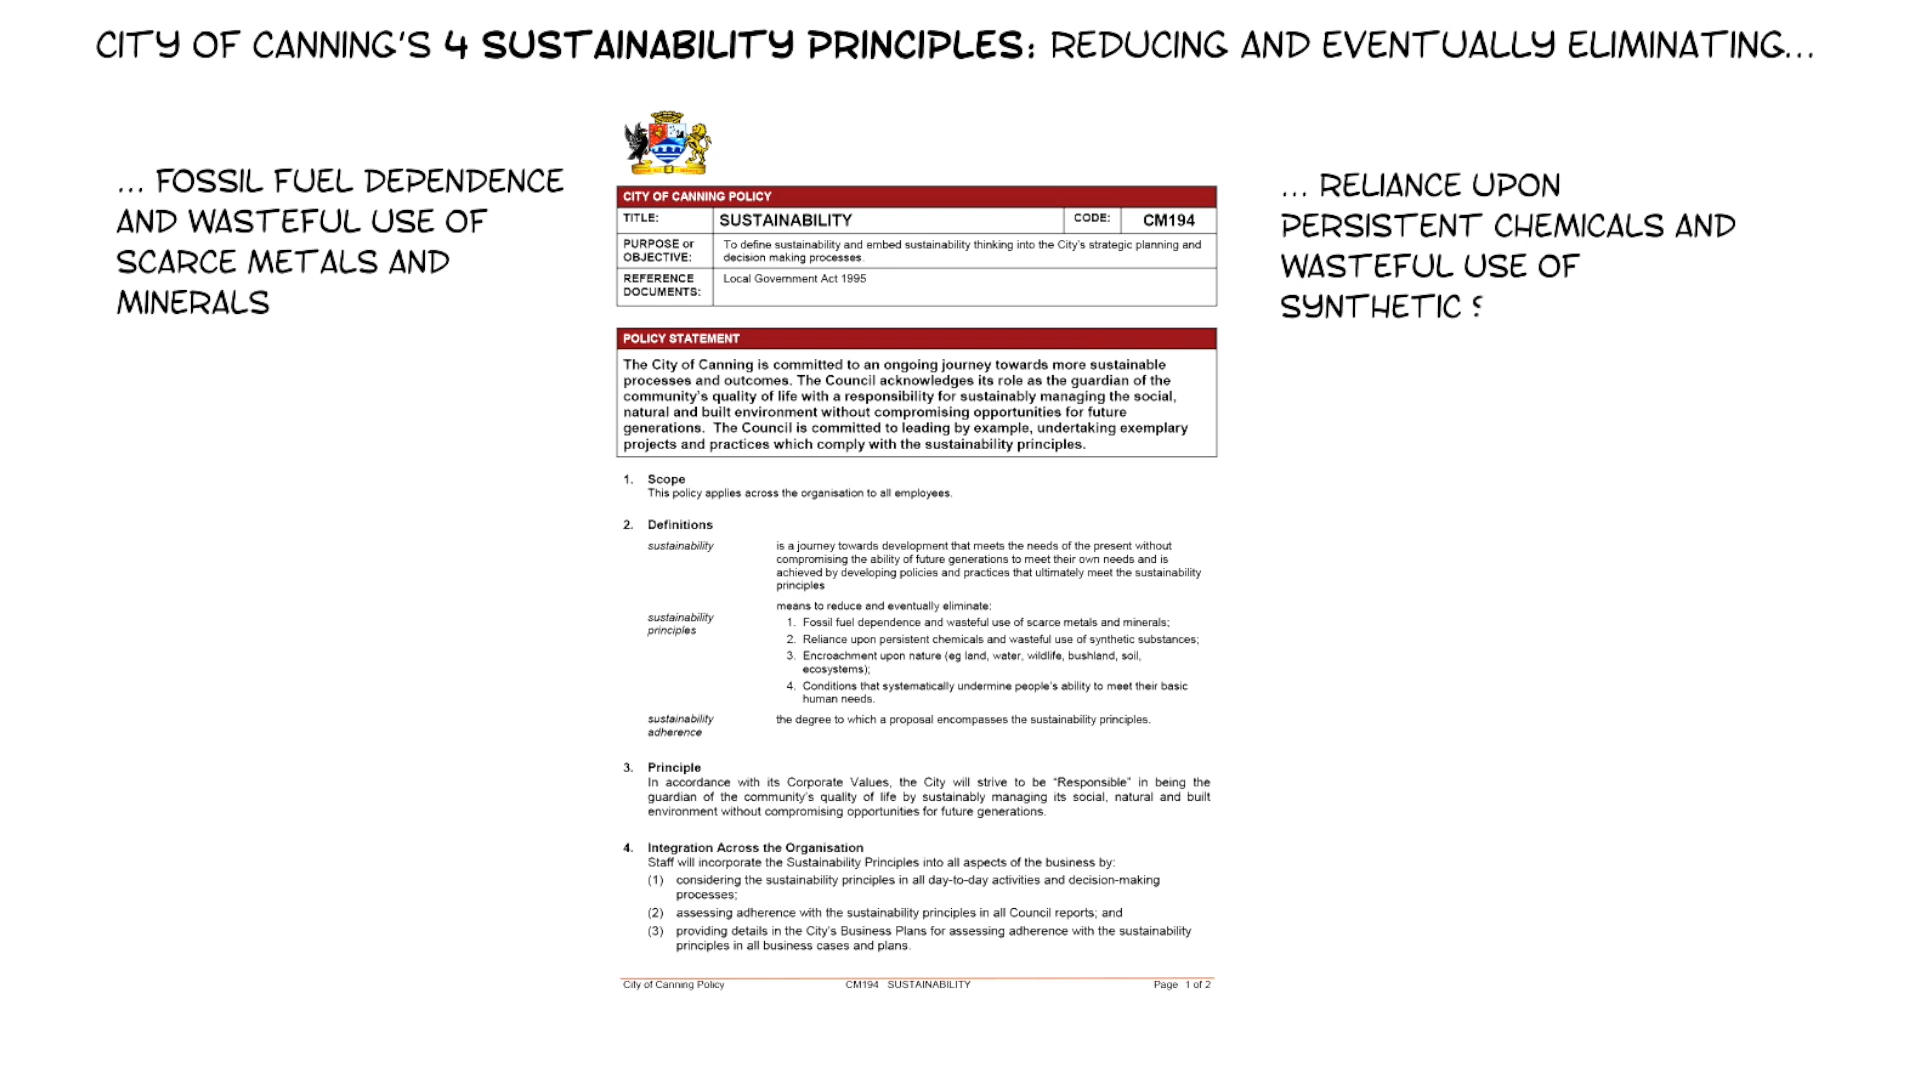 CITY OF CANNING'S 4 SUSTAINABILITY PRINCIPLES: REDUCING AND EVENTUALLY ELIMINATING...
... FOSSIL FUEL DEPENDENCE
AND WASTEFUL USE OF
SCARCE METALS AND
MINERALS
CITY OF CANNING POLICY
TITLE: SUSTAINABILITY CODE: CM194
PURPOSE or OBJECTIVE: To define sustainability and embed sustainability thinking into the City's strategic planning and
decision making processes.
REFERENCE DOCUMENTS: Local Government Act 1995
POLICY STATEMENT
The City of Canning is committed to an ongoing journey towards more sustainable
processes and outcomes. The Council acknowledges its role as the guardian of the
community's quality of life with a responsibility for sustainably managing the social,
natural and built environment without compromising opportunities for future
generations. The Council is committed to leading by example, undertaking exemplary
projects and practices which comply with the sustainability principles.
1. Scope
This policy applies across the organisation to all employees.
2. Definitions
sustainability is a journey towards development that meets the needs of the present without
compromising the ability of future generations to meet their own needs and is
achieved by developing policies and practices that ultimately meet the sustainability
principles
sustainability principles means to reduce and eventually eliminate:
1. Fossil fuel dependence and wasteful use of scarce metals and minerals;
2. Reliance upon persistent chemicals and wasteful use of synthetic substances;
3. Encroachment upon nature (eg land, water, wildlife, bushland, soil,
ecosystems);
4. Conditions that systematically undermine people's ability to meet their basic
human needs.
sustainability adherence the degree to which a proposal encompasses the sustainability principles.
3. Principle
In accordance with its Corporate Values, the City will strive to be "Responsible" in being the
guardian of the community's quality of life by sustainably managing its social, natural and built
environment without compromising opportunities for future generations.
4. Integration Across the Organisation
Staff will incorporate the Sustainability Principles into all aspects of the business by:
(1) considering the sustainability principles in all day-to-day activities and decision-making
processes;
(2) assessing adherence with the sustainability principles in all Council reports; and
(3) providing details in the City's Business Plans for assessing adherence with the sustainability
principles in all business cases and plans.
City of Canning Policy CM194 SUSTAINABILITY Page 1 of 2
... RELIANCE UPON
PERSISTENT CHEMICALS AND
WASTEFUL USE OF
SYNTHETIC